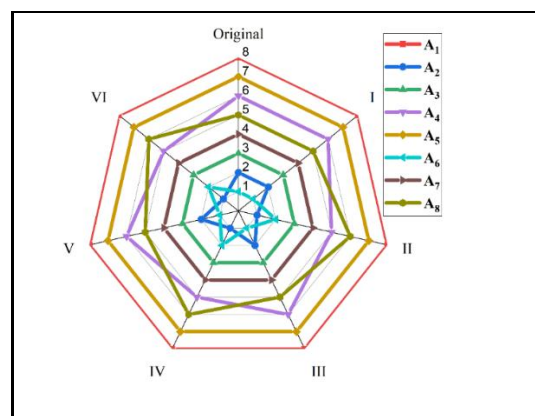 Original
8
7
6
5
4
3
2
1
I
II
III
IV
V
VI
A₁
A₂
A₃
A₄
A₅
A₆
A₇
A₈